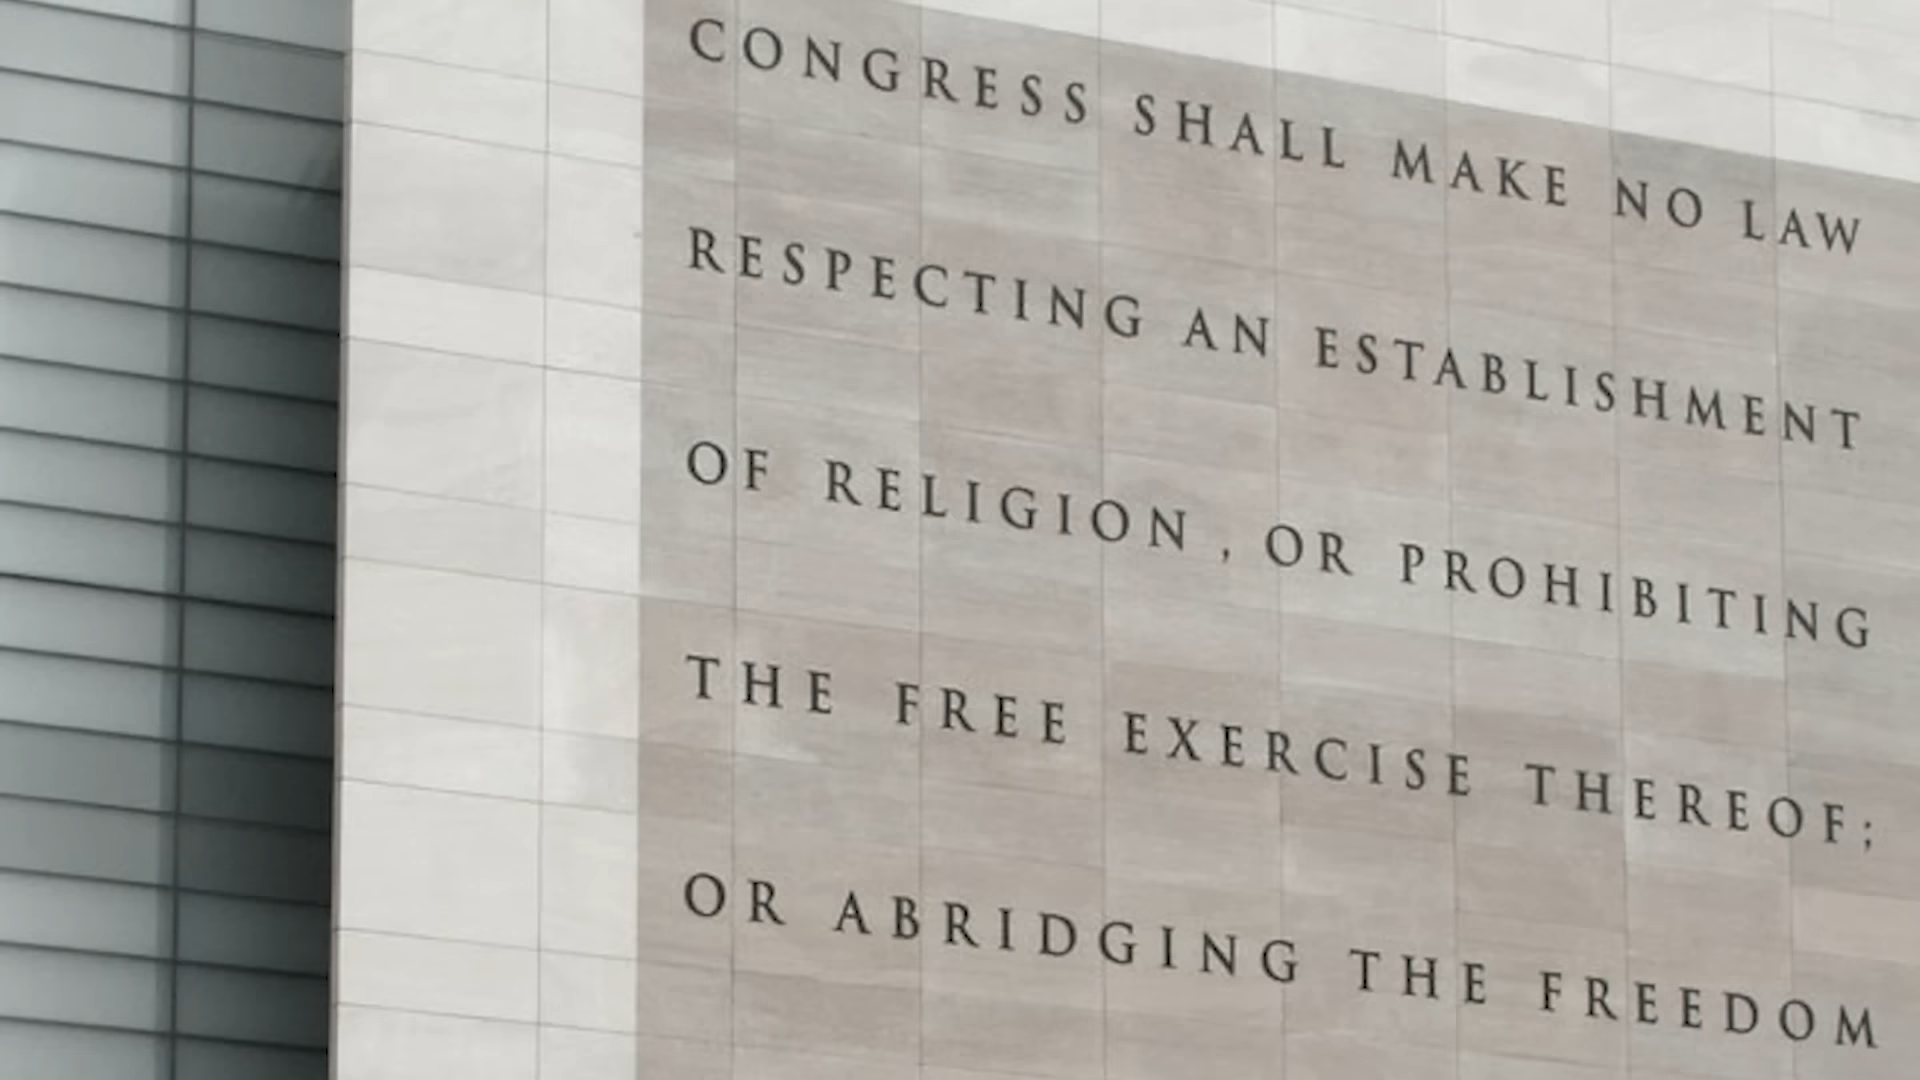 CONGRESS SHALL MAKE NO LAW
RESPECTING AN ESTABLISHMENT
OF RELIGION, OR PROHIBITING
THE FREE EXERCISE THEREOF;
OR ABRIDGING THE FREEDOM